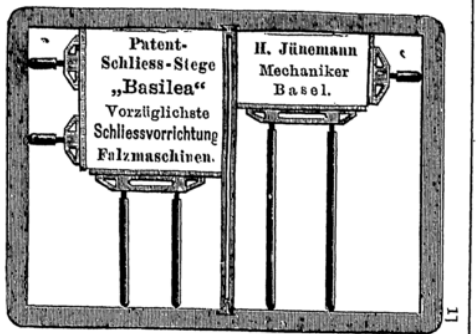 Patent-
Schliess-Stege
„Basilea“
Vorzüglichste
Schliessvorrichtung
Falzmaschinen.
H. Jünemann
Mechaniker
Basel.
11